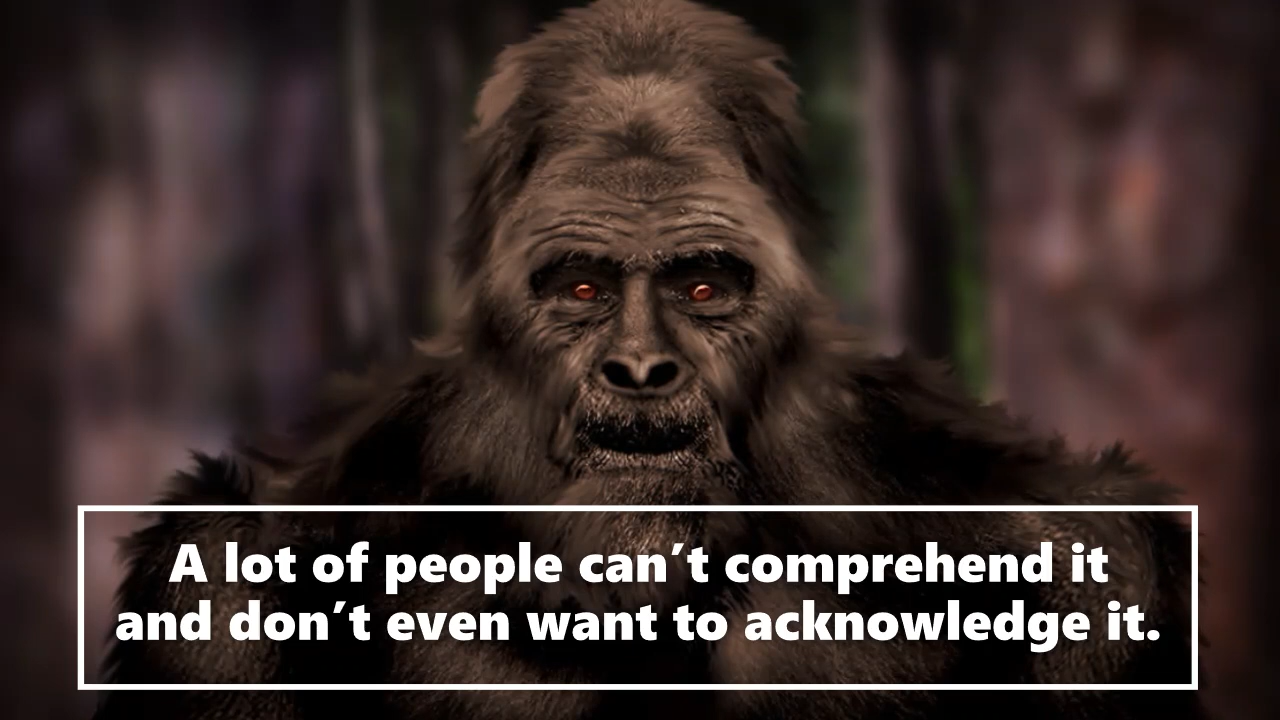 A lot of people can´t comprehend it
and don´t even want to acknowledge it.